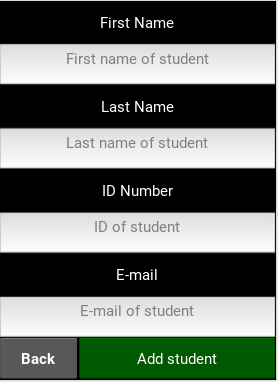 First Name
First name of student
Last Name
Last name of student
ID Number
ID of student
E-mail
E-mail of student
Back
Add student